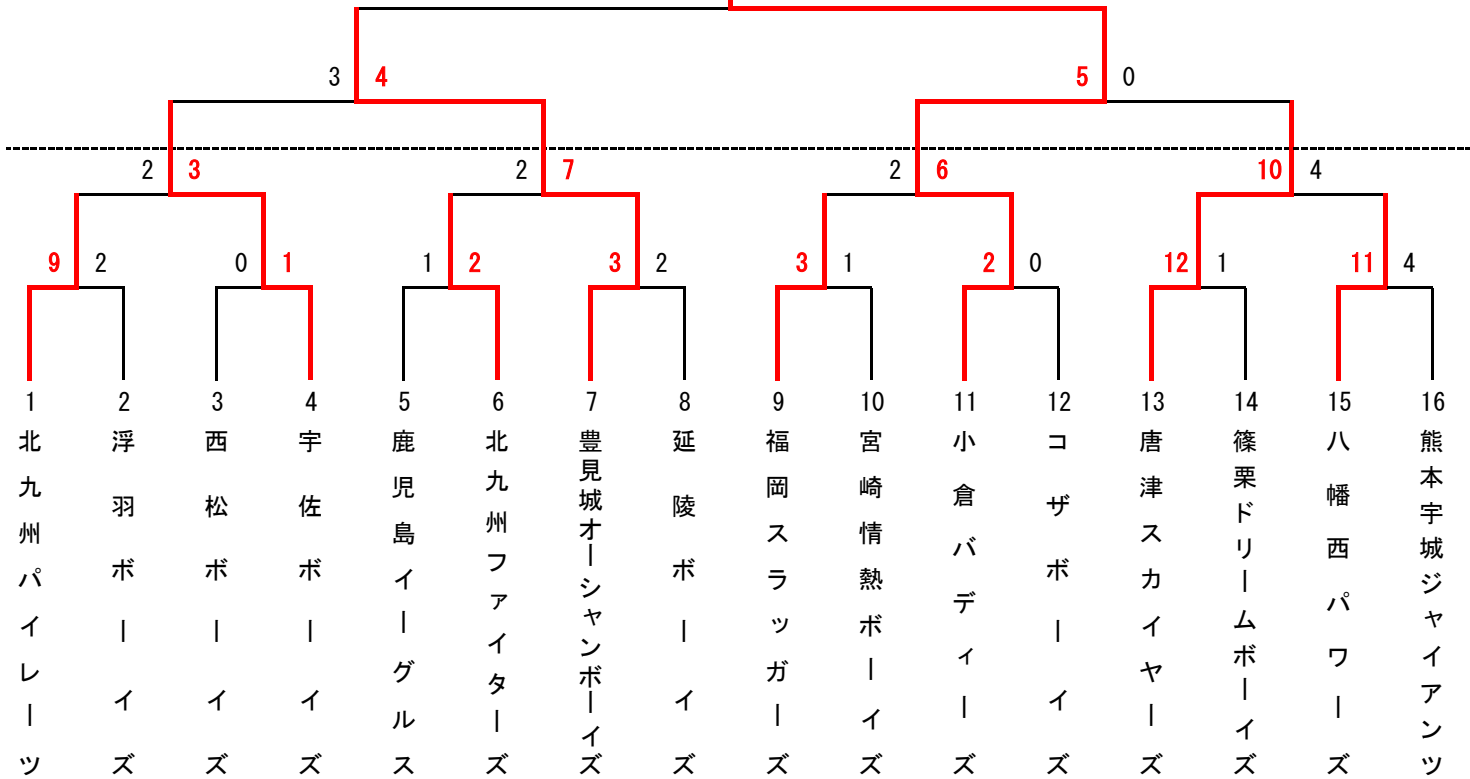 3 4 5 0
2 3 2 7 2 6 10 4
9 2 0 1 1 2 3 2 3 1 2 0 12 1 11 4
1 2 3 4 5 6 7 8 9 10 11 12 13 14 15 16
北九州パイレーツ
浮羽ボーイズ
西松ボーイズ
宇佐ボーイズ
鹿児島イーグルス
北九州ファイターズ
豊見城オーシャンボーイズ
延陵ボーイズ
福岡スラッガーズ
宮崎情熱ボーイズ
小倉バディーズ
コザボーイズ
唐津スカイヤーズ
篠栗ドリームボーイズ
八幡西パワーズ
熊本宇城ジャイアンツ